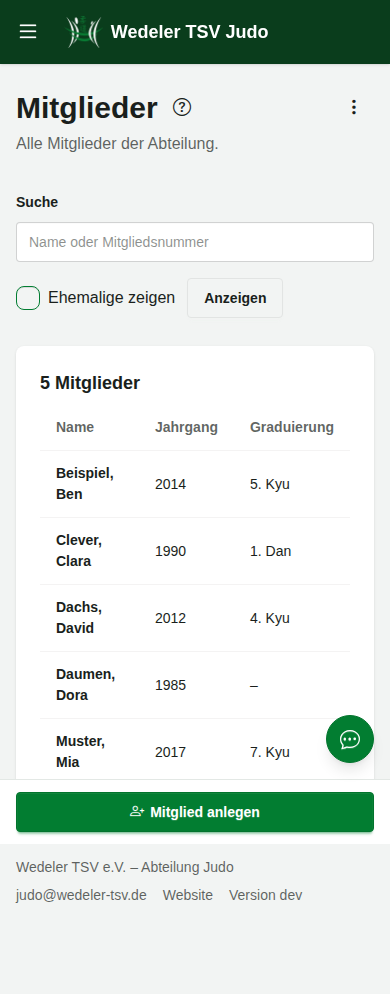 Wedeler TSV Judo
Mitglieder
Alle Mitglieder der Abteilung.
Suche
Name oder Mitgliedsnummer
Ehemalige zeigen Anzeigen
5 Mitglieder
Name Jahrgang Graduierung
Beispiel,
Ben 2014 5. Kyu
Clever,
Clara 1990 1. Dan
Dachs,
David 2012 4. Kyu
Daumen,
Dora 1985 –
Muster,
Mia 2017 7. Kyu
Mitglied anlegen
Wedeler TSV e.V. – Abteilung Judo
judo@wedeler-tsv.de Website Version dev